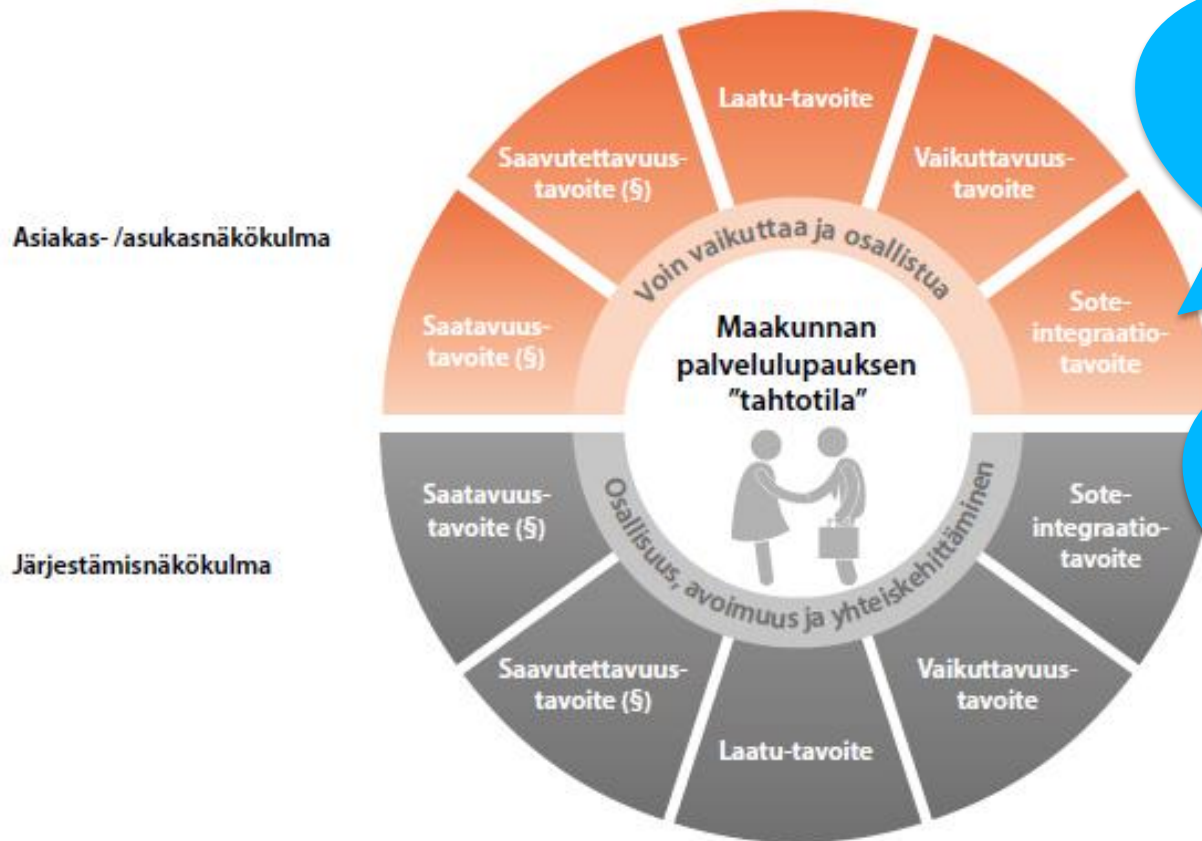 Laatu-tavoite
Saavutettavuus-
tavoite (§)
Vaikuttavuus-
tavoite
Asiakas- /asukasnäkökulma
Voin vaikuttaa ja osallistua
Saatavuus-
tavoite (§)
Sote-
integraatio-
tavoite
Maakunnan
palvelulupauksen
”tahtotila”
Saatavuus-
tavoite (§)
Sote-
integraatio-
tavoite
Järjestämisnäkökulma
Osallisuus, avoimuus ja yhteiskehittäminen
Saavutettavuus-
tavoite (§)
Vaikuttavuus-
tavoite
Laatu-tavoite